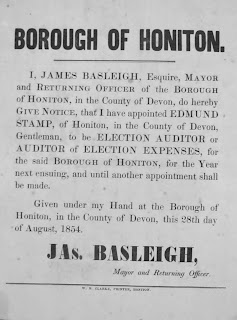 BOROUGH OF HONITON.
I, JAMES BASLEIGH, Esquire, MAYOR
and RETURNING OFFICER of the BOROUGH
of HONITON, in the County of Devon, do hereby
GIVE NOTICE, that I have appointed EDMUND
STAMP, of Honiton, in the County of Devon,
Gentleman, to be ELECTION AUDITOR or
AUDITOR of ELECTION EXPENSES, for
the said BOROUGH of HONITON, for the Year
next ensuing, and until another appointment
shall be made.
Given under my Hand at the Borough of
Honiton, in the County of Devon, this 28th day
of August, 1854.
JAS. BASLEIGH,
Mayor and Returning Officer.
CLARKE, PRINTER, HONITON.